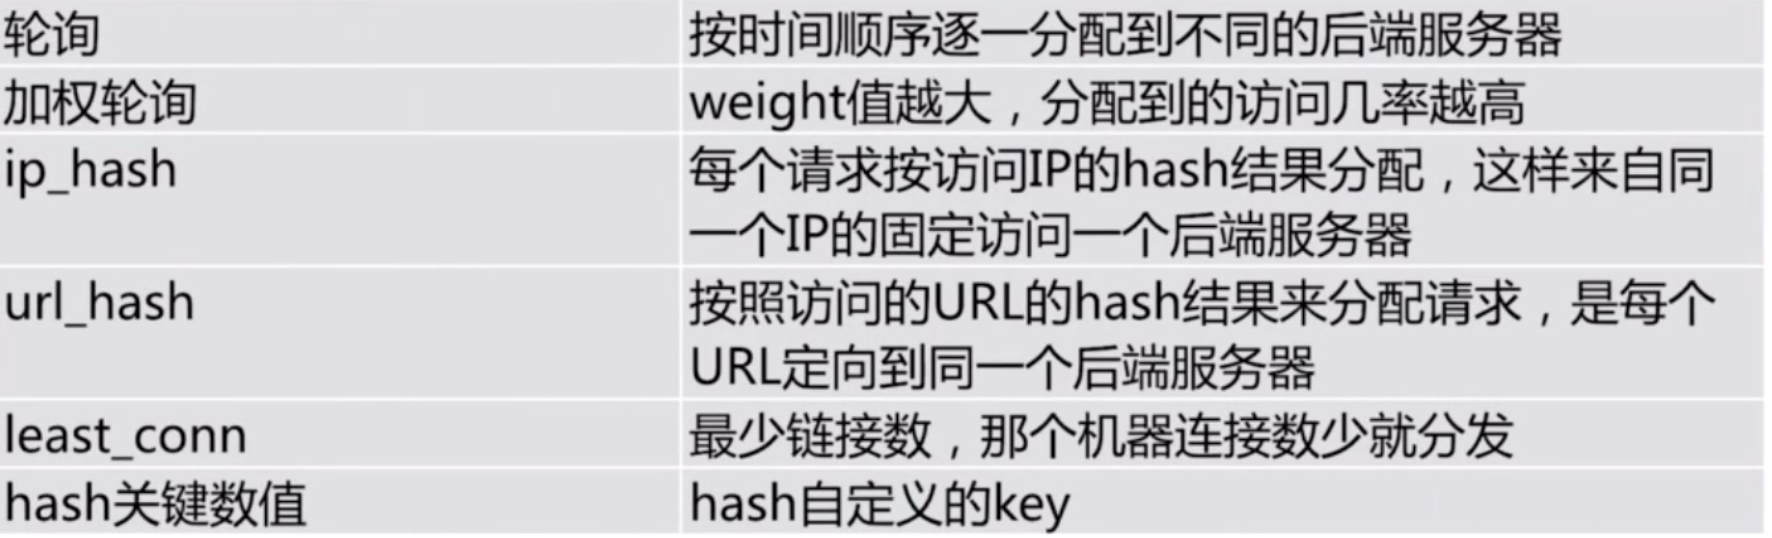 轮询
按时间顺序逐一分配到不同的后端服务器
加权轮询
weight值越大，分配到的访问几率越高
ip_hash
每个请求按访问IP的hash结果分配，这样来自同
一个IP的固定访问一个后端服务器
url_hash
按照访问的URL的hash结果来分配请求，是每个
URL定向到同一个后端服务器
least_conn
最少链接数，那个机器连接数少就分发
hash关键数值
hash自定义的key